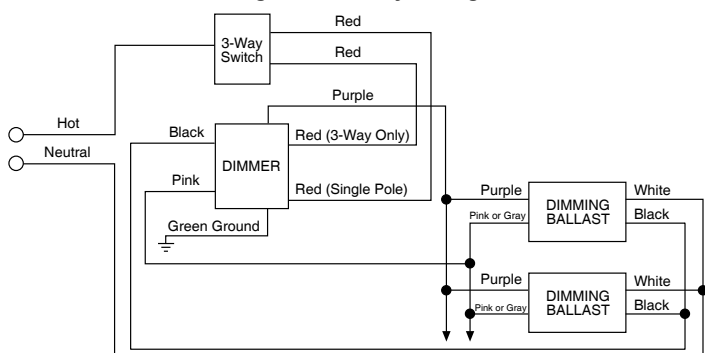 Red
3-Way
Switch
Red
Purple
Hot
Black
Red (3-Way Only)
Neutral
DIMMER
Pink
Red (Single Pole)
Purple
DIMMING
BALLAST
White
Pink or Gray
Black
Green Ground
Purple
DIMMING
BALLAST
White
Pink or Gray
Black